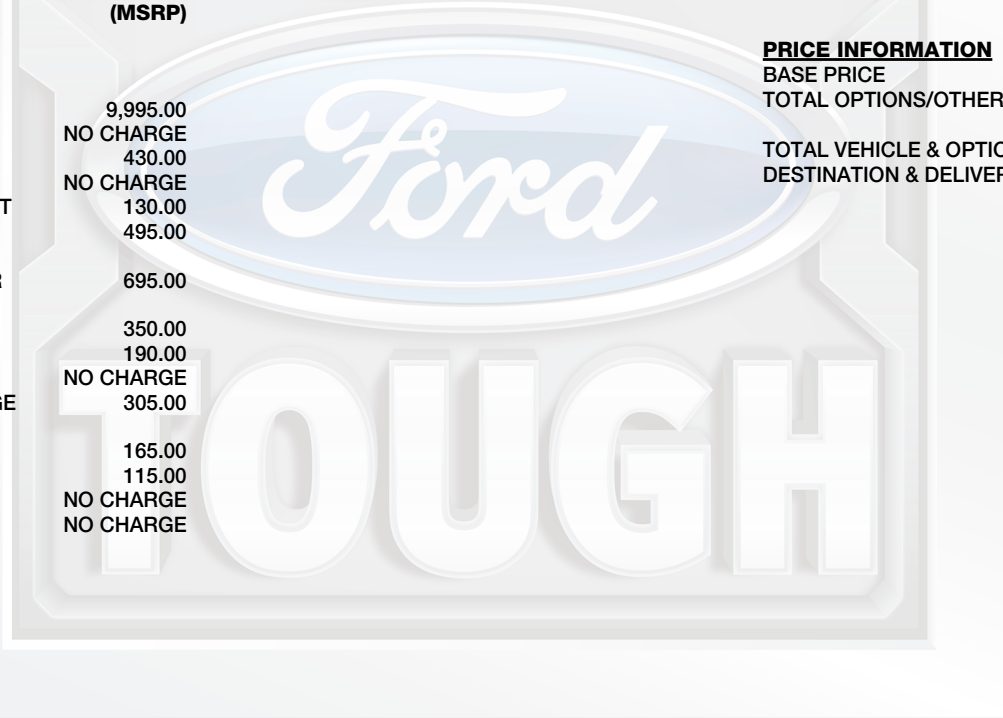 (MSRP)
9,995.00
NO CHARGE
430.00
NO CHARGE
T 130.00
495.00
R 695.00
350.00
190.00
NO CHARGE
GE 305.00
165.00
115.00
NO CHARGE
NO CHARGE
PRICE INFORMATION
BASE PRICE
TOTAL OPTIONS/OTHER
TOTAL VEHICLE & OPTIO
DESTINATION & DELIVER
Ford
TOUGH